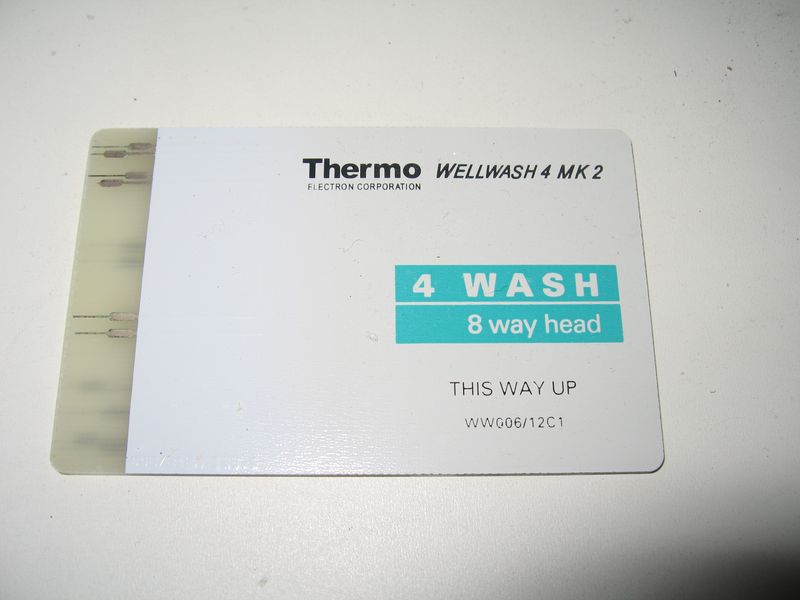 Thermo WELLWASH 4 MK 2
ELECTRON CORPORATION
4 WASH
8 way head
THIS WAY UP
WW006/12C1